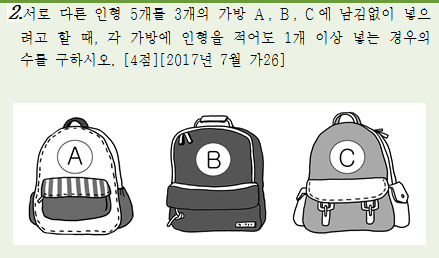 2.서로 다른 인형 5개를 3개의 가방 A, B, C에 남김없이 넣으
려고 할 때, 각 가방에 인형을 적어도 1개 이상 넣는 경우의
수를 구하시오. [4점][2017년 7월 가26]
A B C